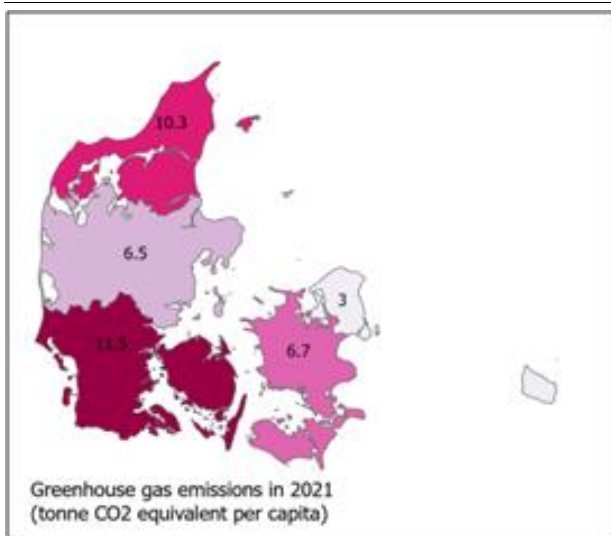 10.3
6.5
3
11.5
6.7
Greenhouse gas emissions in 2021
(tonne CO2 equivalent per capita)